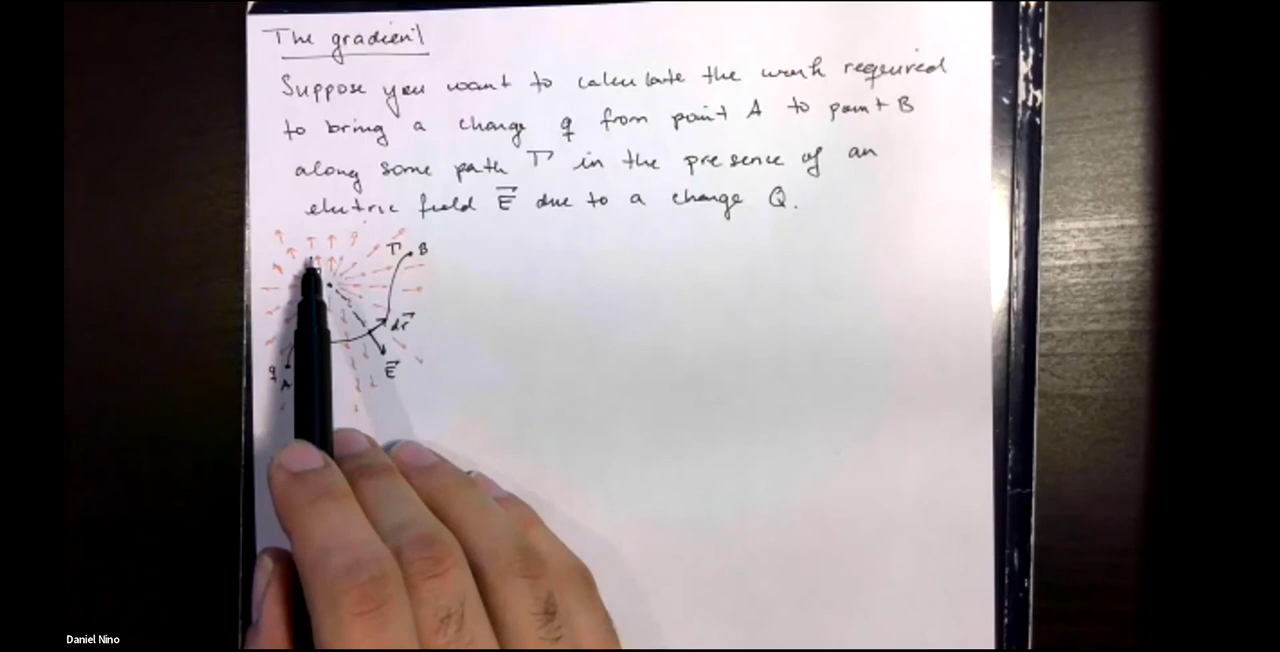 The gradient
Suppose you want to calculate the work required
to bring a charge q from point A to point B
along some path Γ in the presence of an
electric field E⃗ due to a charge Q.
Γ B
dr⃗
q E⃗
A
Daniel Nino